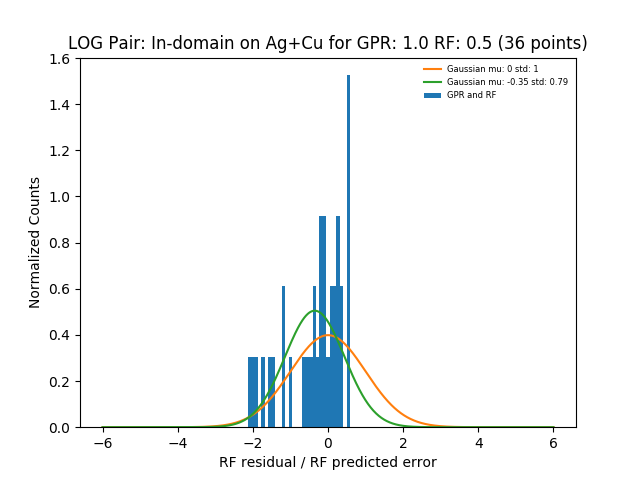 LOG Pair: In-domain on Ag+Cu for GPR: 1.0 RF: 0.5 (36 points)
Gaussian mu: 0 std: 1
Gaussian mu: -0.35 std: 0.79
GPR and RF
Normalized Counts
1.6
1.4
1.2
1.0
0.8
0.6
0.4
0.2
0.0
−6 −4 −2 0 2 4 6
RF residual / RF predicted error